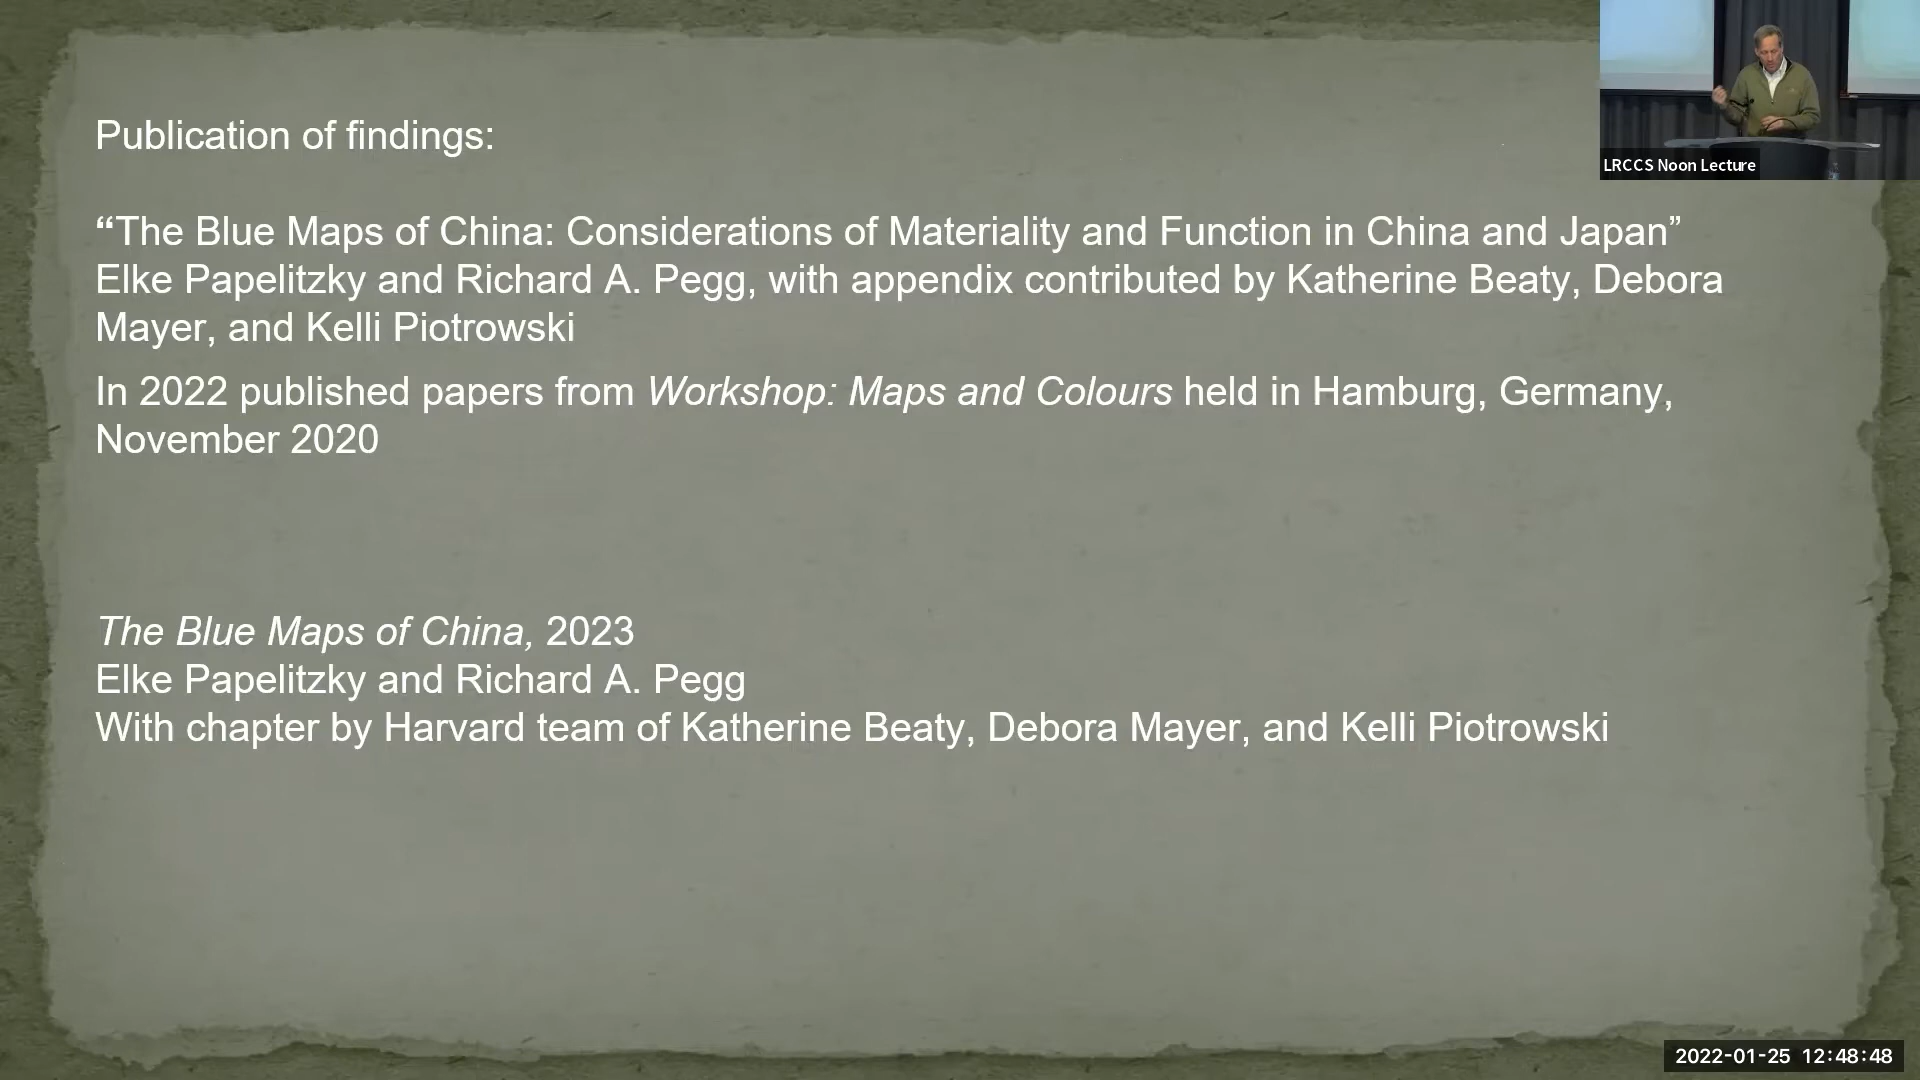 LRCCS Noon Lecture
Publication of findings:
“The Blue Maps of China: Considerations of Materiality and Function in China and Japan”
Elke Papelitzky and Richard A. Pegg, with appendix contributed by Katherine Beaty, Debora
Mayer, and Kelli Piotrowski
In 2022 published papers from Workshop: Maps and Colours held in Hamburg, Germany,
November 2020
The Blue Maps of China, 2023
Elke Papelitzky and Richard A. Pegg
With chapter by Harvard team of Katherine Beaty, Debora Mayer, and Kelli Piotrowski
2022-01-25 12:48:48